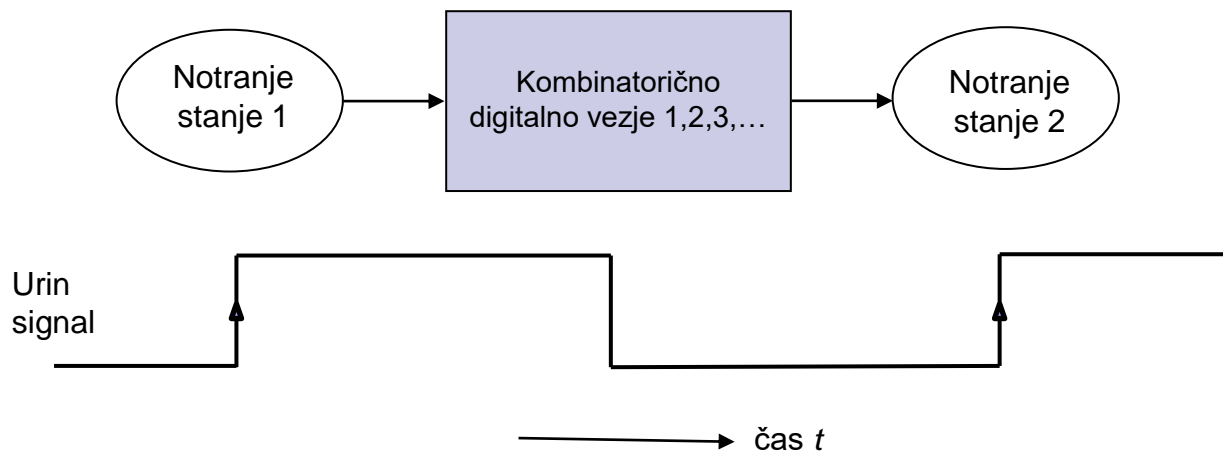 Notranje
stanje 1
Kombinatorično
digitalno vezje 1,2,3,…
Notranje
stanje 2
Urin
signal
čas t